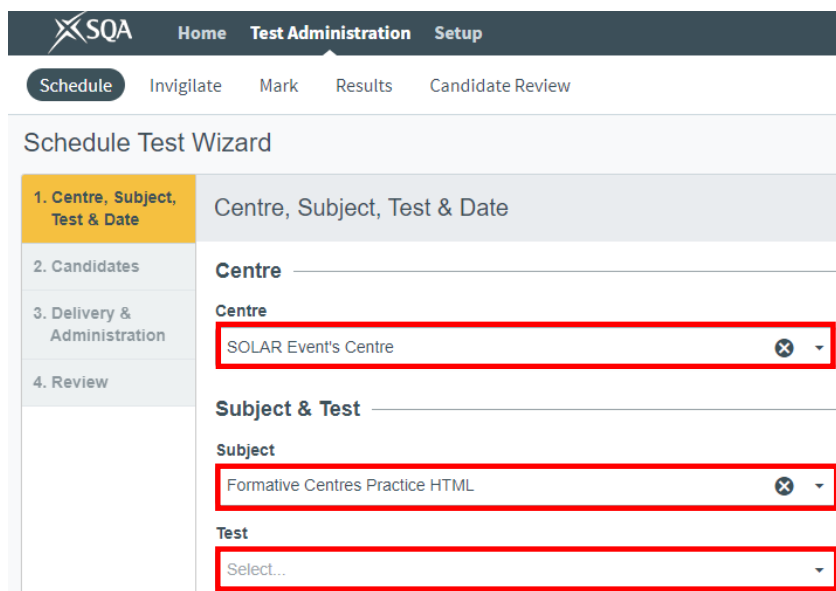 SQA Home Test Administration Setup
Schedule Invigilate Mark Results Candidate Review
Schedule Test Wizard
1. Centre, Subject,
Test & Date
Centre, Subject, Test & Date
2. Candidates
3. Delivery &
Administration
4. Review
Centre
Centre
SOLAR Event's Centre
Subject & Test
Subject
Formative Centres Practice HTML
Test
Select...